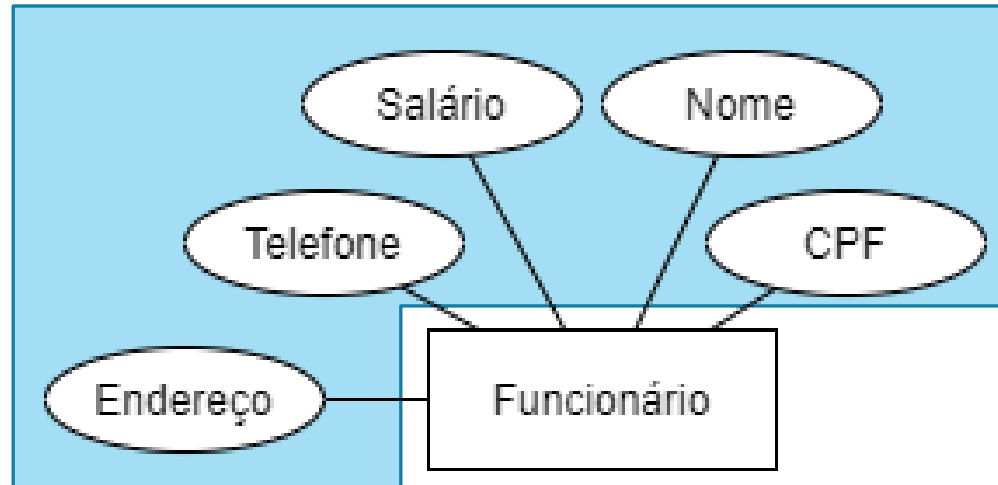 Salário
Nome
Telefone
CPF
Endereço
Funcionário